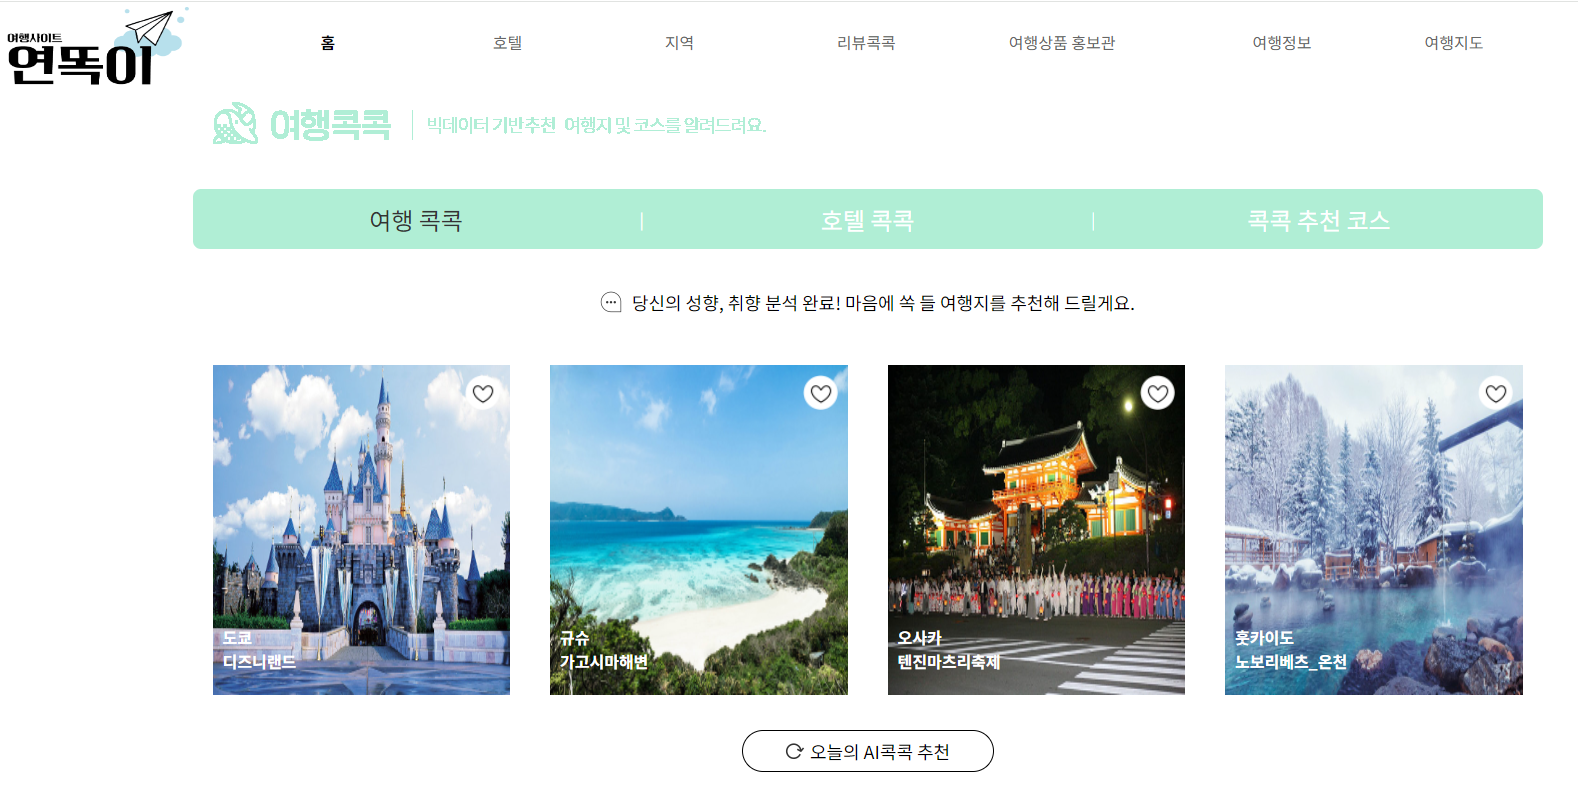 여행사이트
연똑이
홈 호텔 지역 리뷰콕콕 여행상품 홍보관 여행정보 여행지도
여행콕콕 | 빅데이터 기반추천 여행지 및 코스를 알려드려요.
여행 콕콕 | 호텔 콕콕 | 콕콕 추천 코스
당신의 성향, 취향 분석 완료! 마음에 쏙 들 여행지를 추천해 드릴게요.
도쿄
디즈니랜드
규슈
가고시마해변
오사카
텐진마츠리축제
홋카이도
노보리베츠_온천
오늘의 AI콕콕 추천